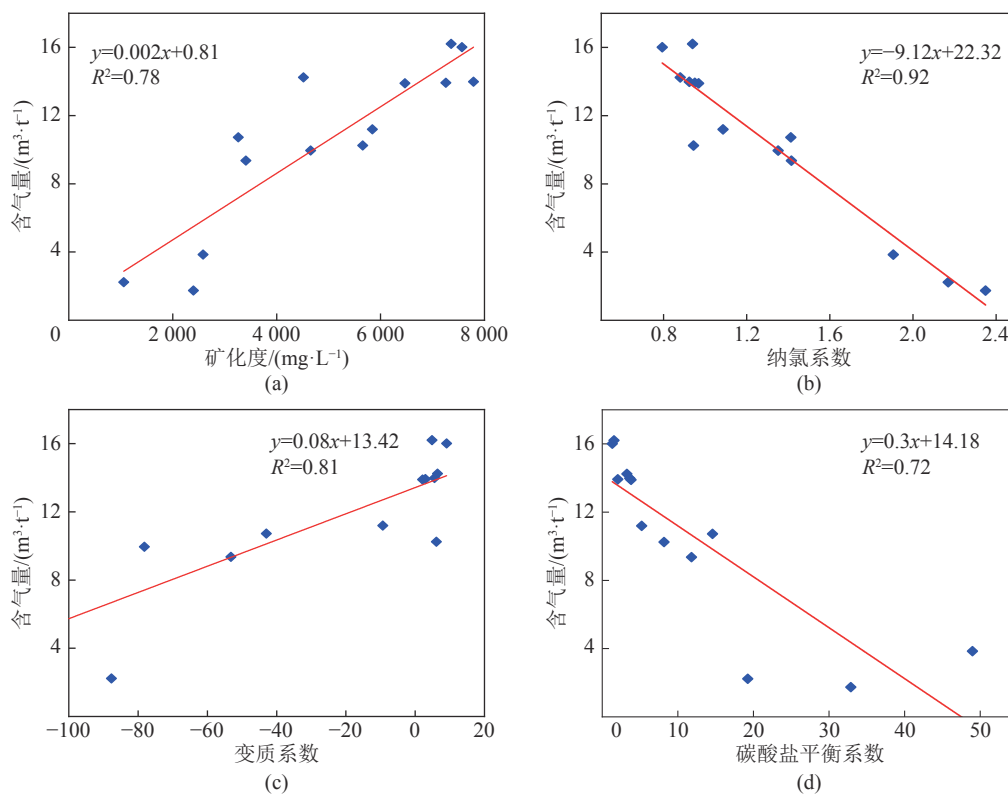 y=0.002x+0.81
R²=0.78
16
12
8
4
0
2 000
4 000
6 000
8 000
含气量/(m³·t⁻¹)
矿化度/(mg·L⁻¹)
(a)
y=−9.12x+22.32
R²=0.92
16
12
8
4
0.8
1.2
1.6
2.0
2.4
含气量/(m³·t⁻¹)
纳氯系数
(b)
y=0.08x+13.42
R²=0.81
16
12
8
4
−100
−80
−60
−40
−20
0
20
含气量/(m³·t⁻¹)
变质系数
(c)
y=0.3x+14.18
R²=0.72
16
12
8
4
0
10
20
30
40
50
含气量/(m³·t⁻¹)
碳酸盐平衡系数
(d)